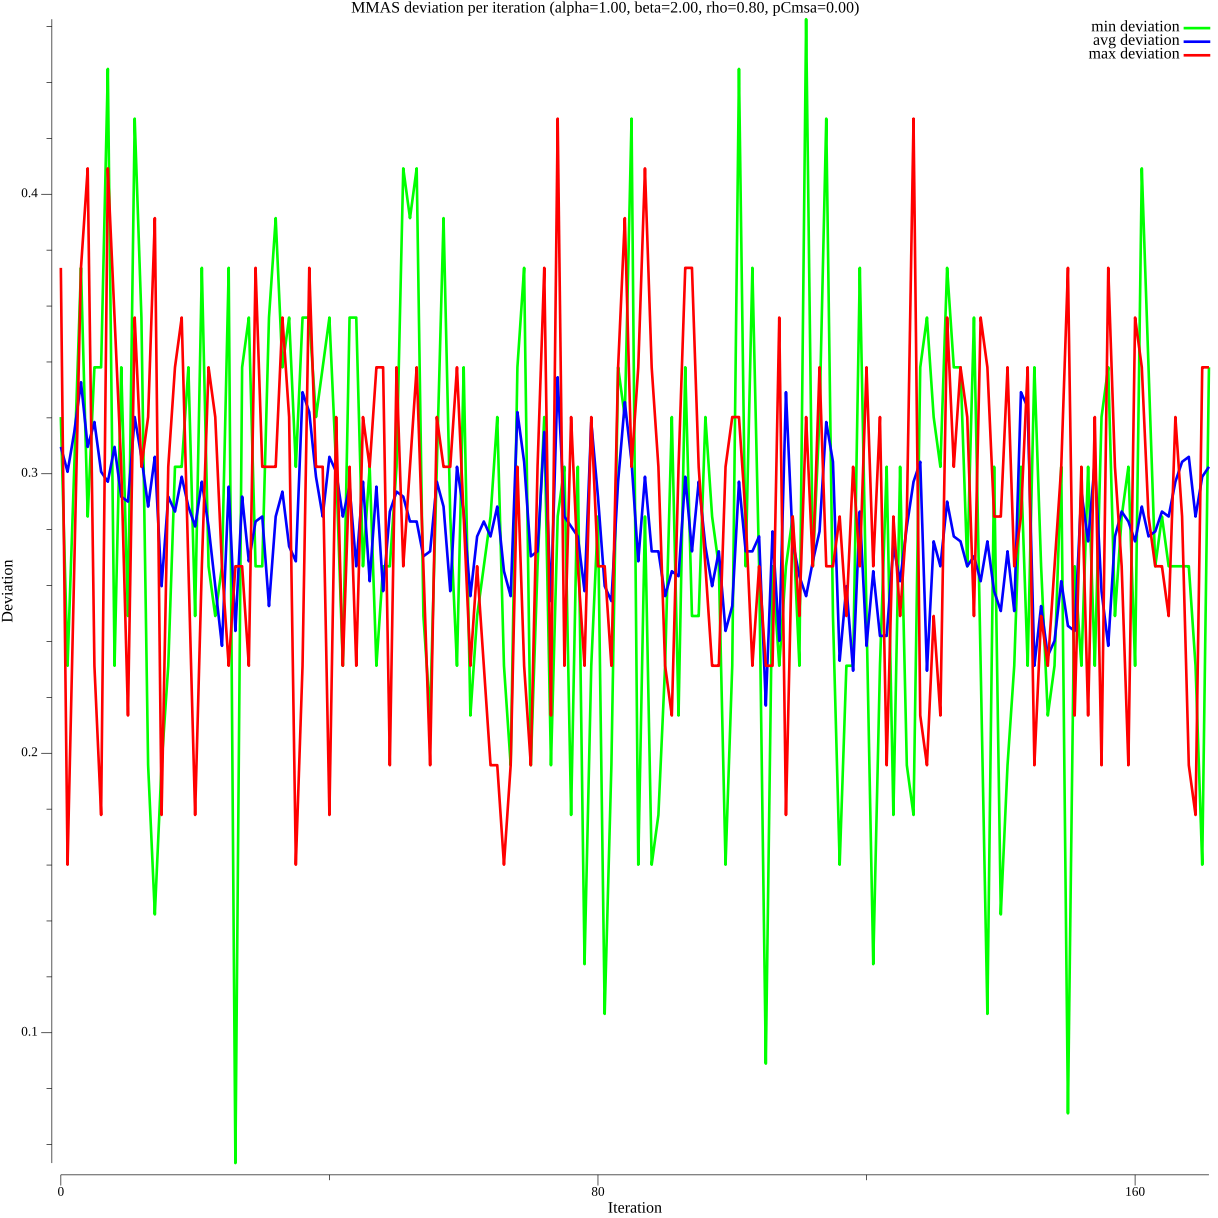 MMAS deviation per iteration (alpha=1.00, beta=2.00, rho=0.80, pCmsa=0.00)
min deviation
avg deviation
max deviation
0.4
0.3
0.2
0.1
Deviation
0
80
160
Iteration